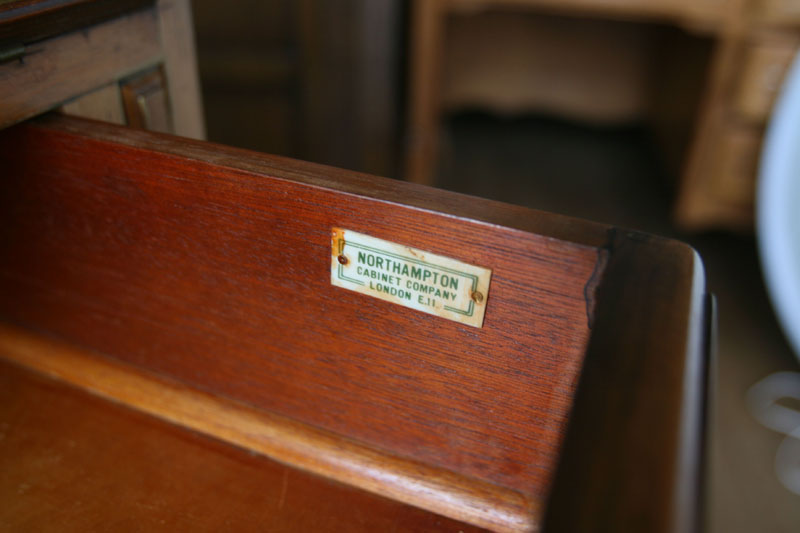 NORTHAMPTON
CABINET COMPANY
LONDON E.11.